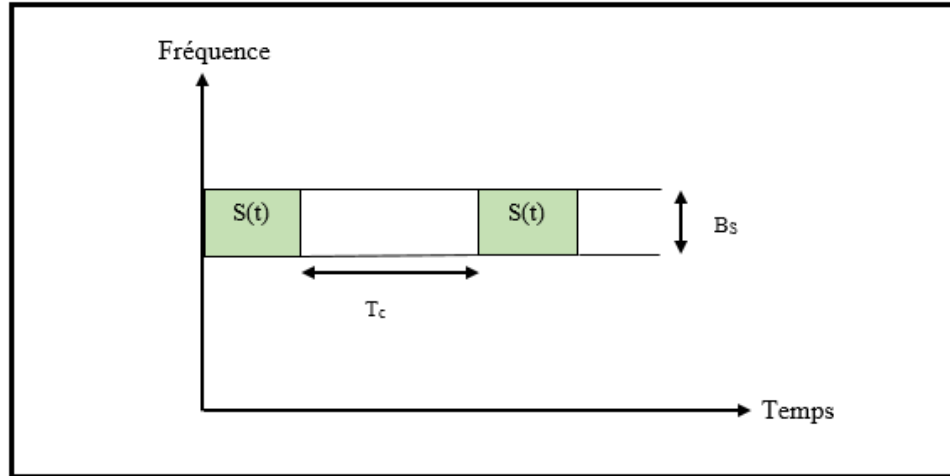 Fréquence
S(t)
S(t)
Bs
Tc
Temps